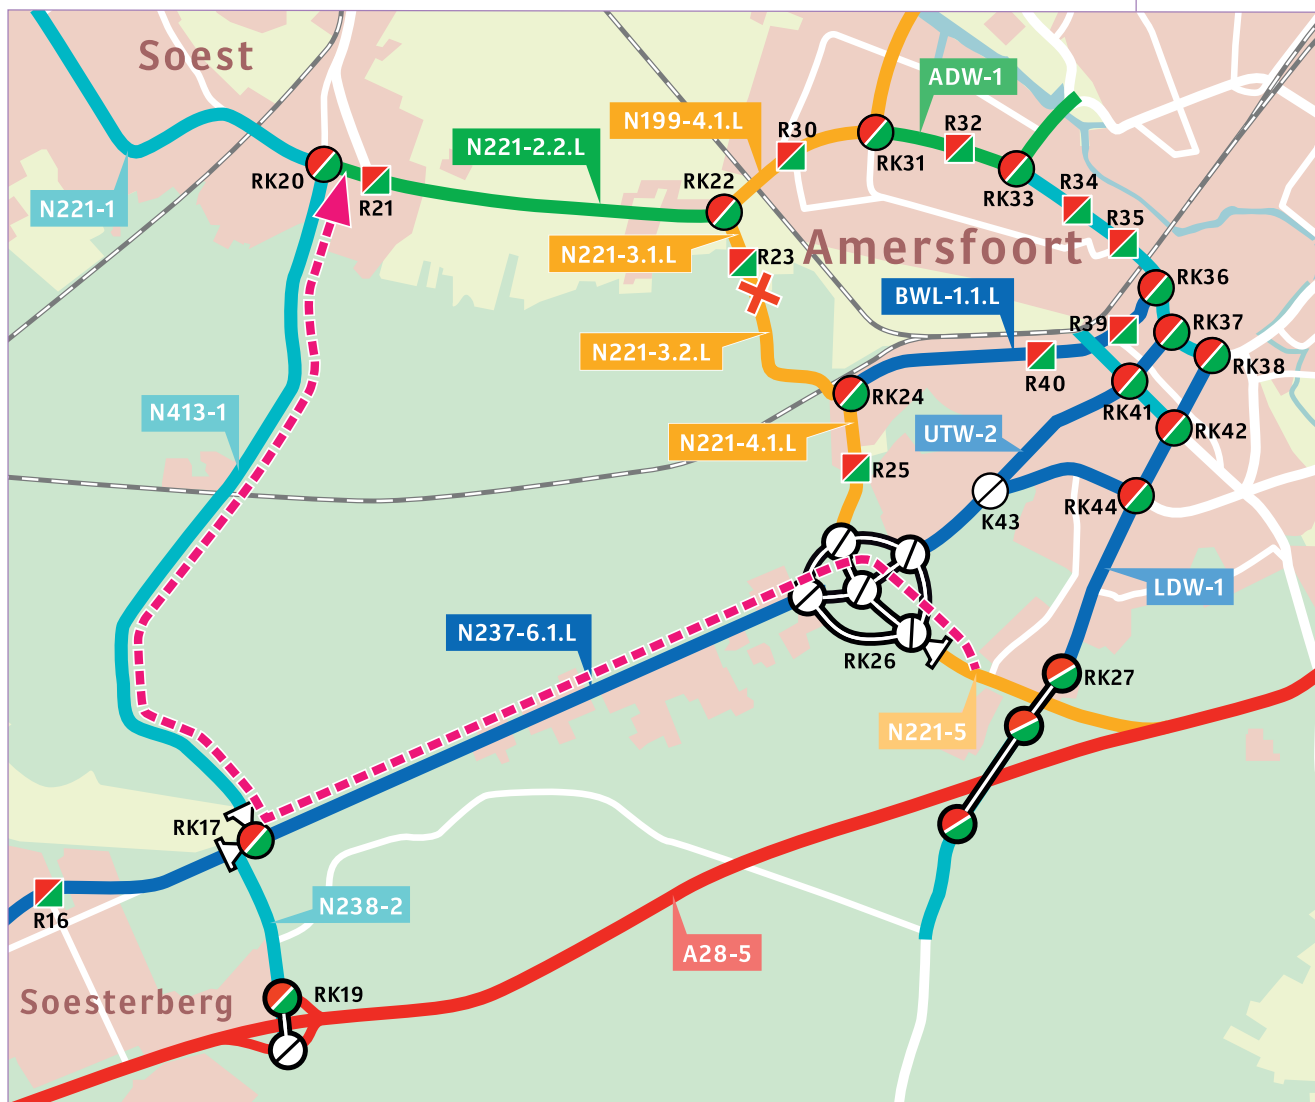 Soest
ADW-1
N199-4.1.L
R30
R32
N221-2.2.L
RK31
RK20
R21
RK22
RK33
R34
N221-1
R35
N221-3.1.L
R23
Amersfoort
RK36
BWL-1.1.L
R39
RK37
N221-3.2.L
R40
RK38
RK24
N413-1
RK41
UTW-2
RK42
N221-4.1.L
R25
RK44
K43
LDW-1
N237-6.1.L
RK26
RK27
N221-5
RK17
R16
N238-2
A28-5
Soesterberg
RK19